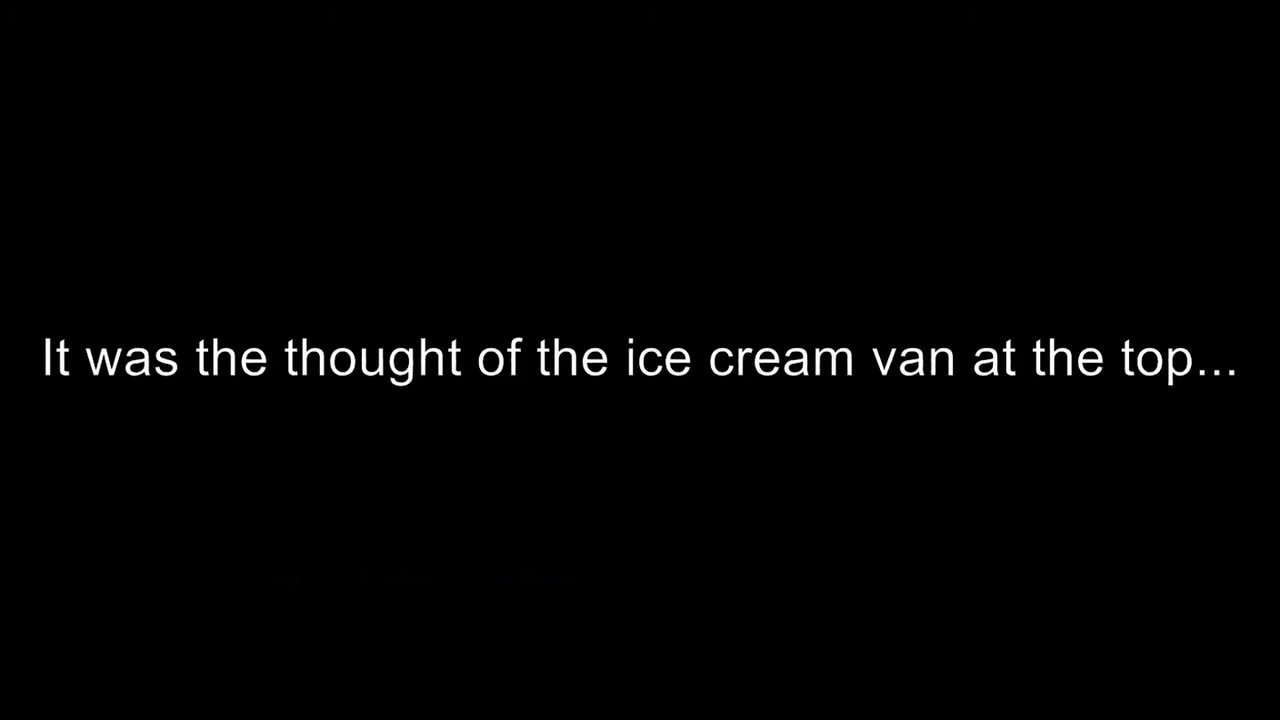 It was the thought of the ice cream van at the top...